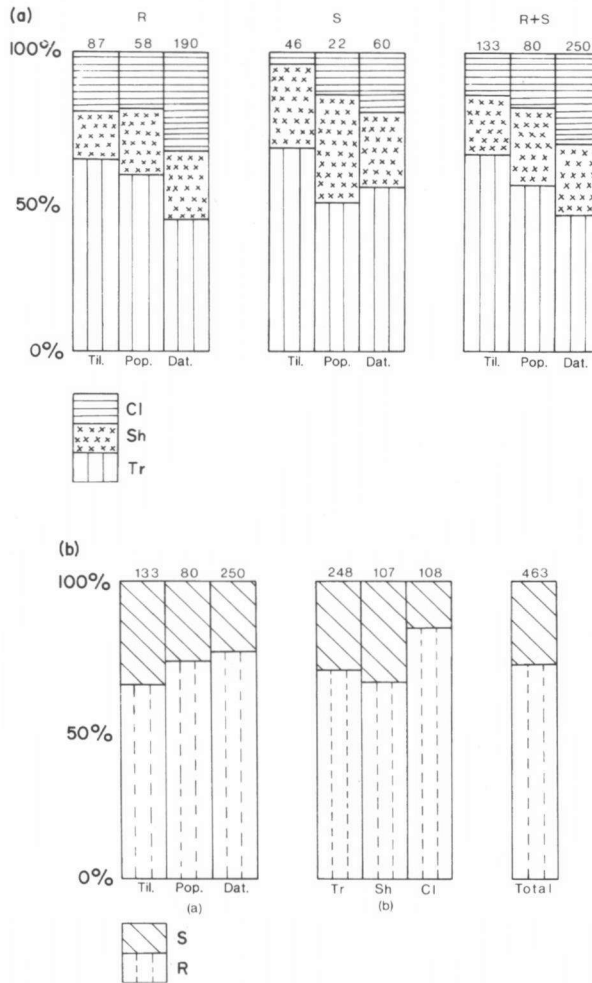 (a)
R S R+S
100% 87 58 190 46 22 60 133 80 250
50%
0%
Til. Pop. Dat. Til. Pop. Dat. Til. Pop. Dat.
Cl
Sh
Tr
(b)
100% 133 80 250 248 107 108 463
50%
0%
Til. Pop. Dat. Tr Sh Cl Total
(a) (b)
S
R